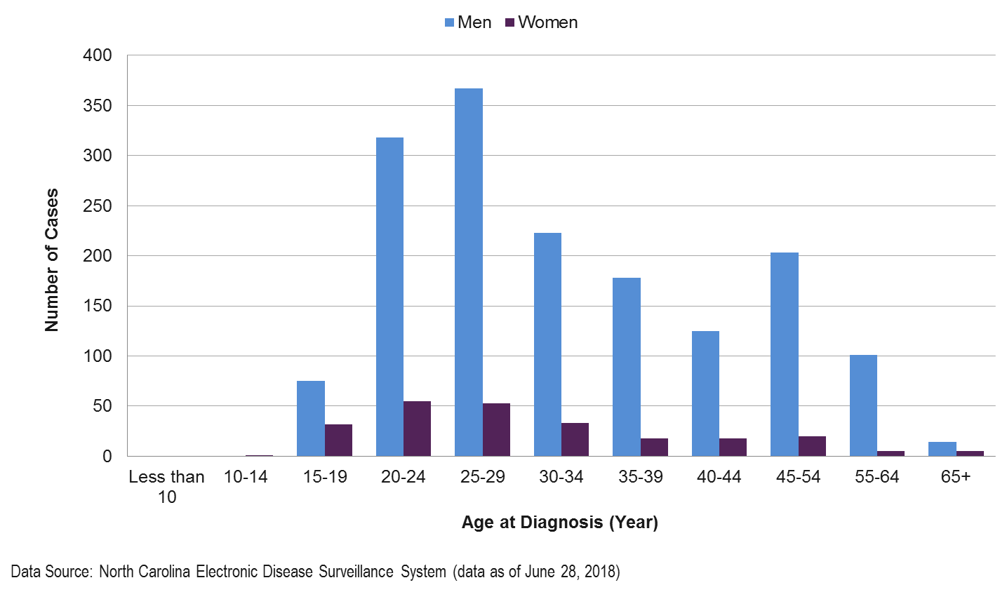 Men Women
400
350
300
250
200
150
100
50
0
Number of Cases
Less than 10-14 15-19 20-24 25-29 30-34 35-39 40-44 45-54 55-64 65+
10
Age at Diagnosis (Year)
Data Source: North Carolina Electronic Disease Surveillance System (data as of June 28, 2018)